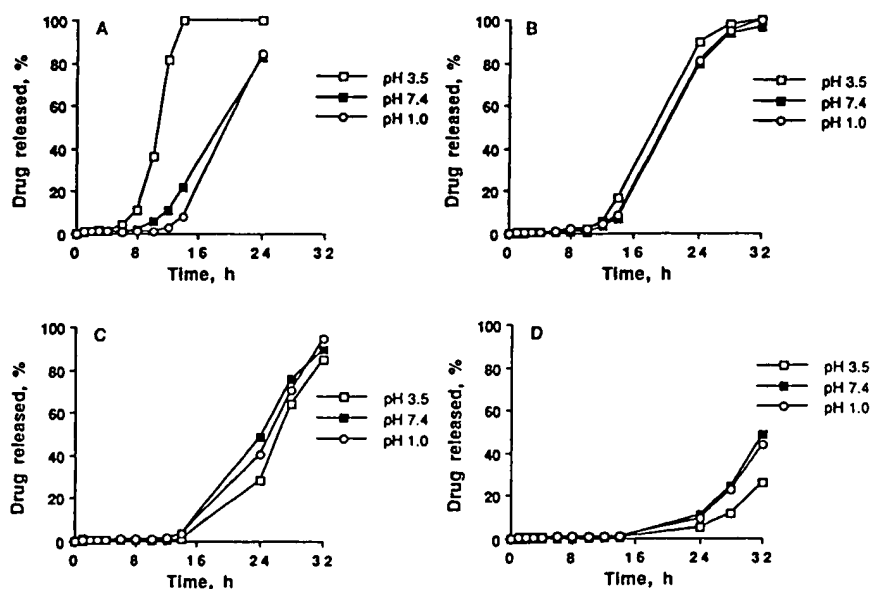 A
Drug released, %
100
80
60
40
20
0
0 8 16 24 32
Time, h
pH 3.5
pH 7.4
pH 1.0
B
Drug released, %
100
80
60
40
20
0
0 8 16 24 32
Time, h
pH 3.5
pH 7.4
pH 1.0
C
Drug released, %
100
80
60
40
20
0
0 8 16 24 32
Time, h
pH 3.5
pH 7.4
pH 1.0
D
Drug released, %
100
80
60
40
20
0
0 8 16 24 32
Time, h
pH 3.5
pH 7.4
pH 1.0